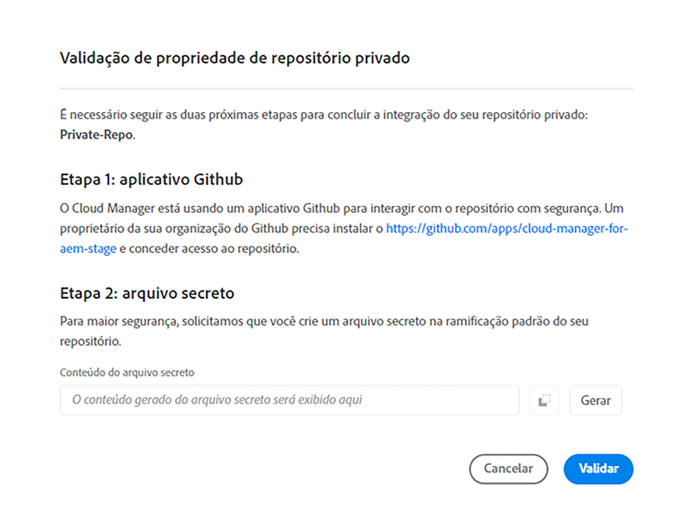 Validação de propriedade de repositório privado
É necessário seguir as duas próximas etapas para concluir a integração do seu repositório privado:
Private-Repo.
Etapa 1: aplicativo Github
O Cloud Manager está usando um aplicativo Github para interagir com o repositório com segurança. Um
proprietário da sua organização do Github precisa instalar o https://github.com/apps/cloud-manager-for-
aem-stage e conceder acesso ao repositório.
Etapa 2: arquivo secreto
Para maior segurança, solicitamos que você crie um arquivo secreto na ramificação padrão do seu
repositório.
Conteúdo do arquivo secreto
O conteúdo gerado do arquivo secreto será exibido aqui
Gerar
Cancelar
Validar